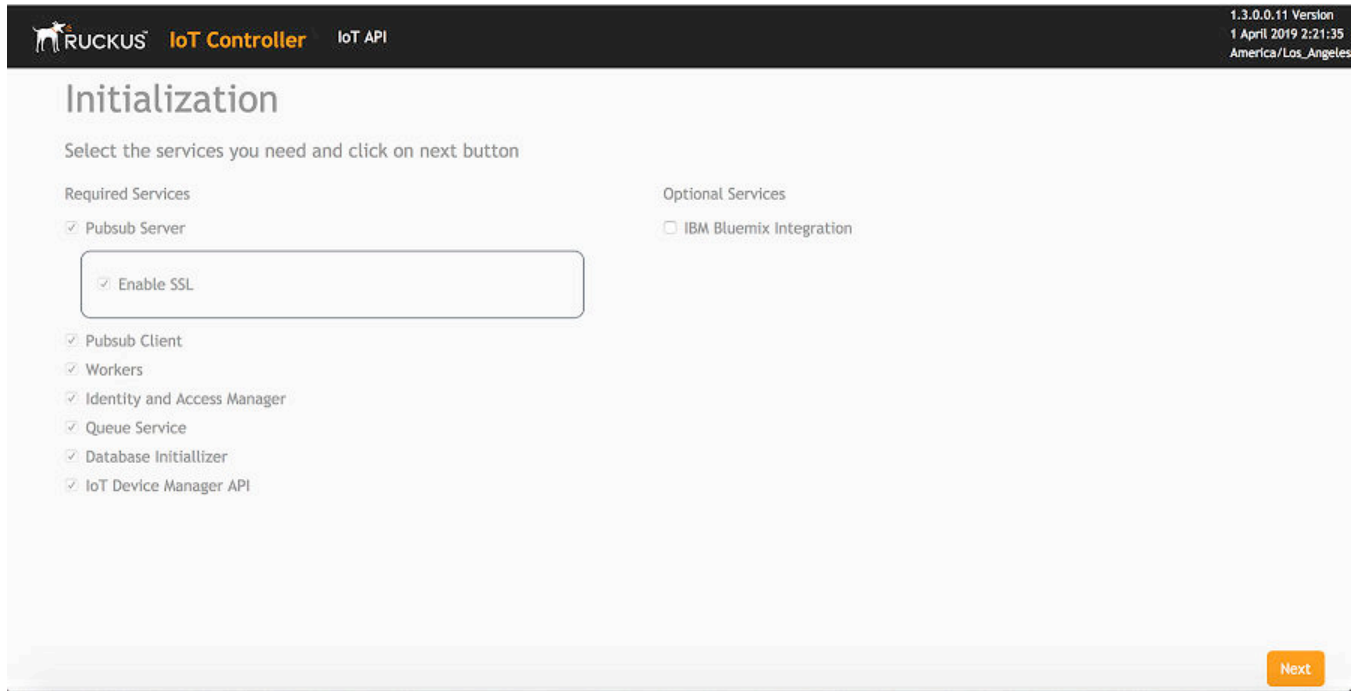 RUCKUS IoT Controller IoT API
1.3.0.0.11 Version
1 April 2019 2:21:35
America/Los_Angeles
Initialization
Select the services you need and click on next button
Required Services
Pubsub Server
Enable SSL
Pubsub Client
Workers
Identity and Access Manager
Queue Service
Database Initiallizer
IoT Device Manager API
Optional Services
IBM Bluemix Integration
Next